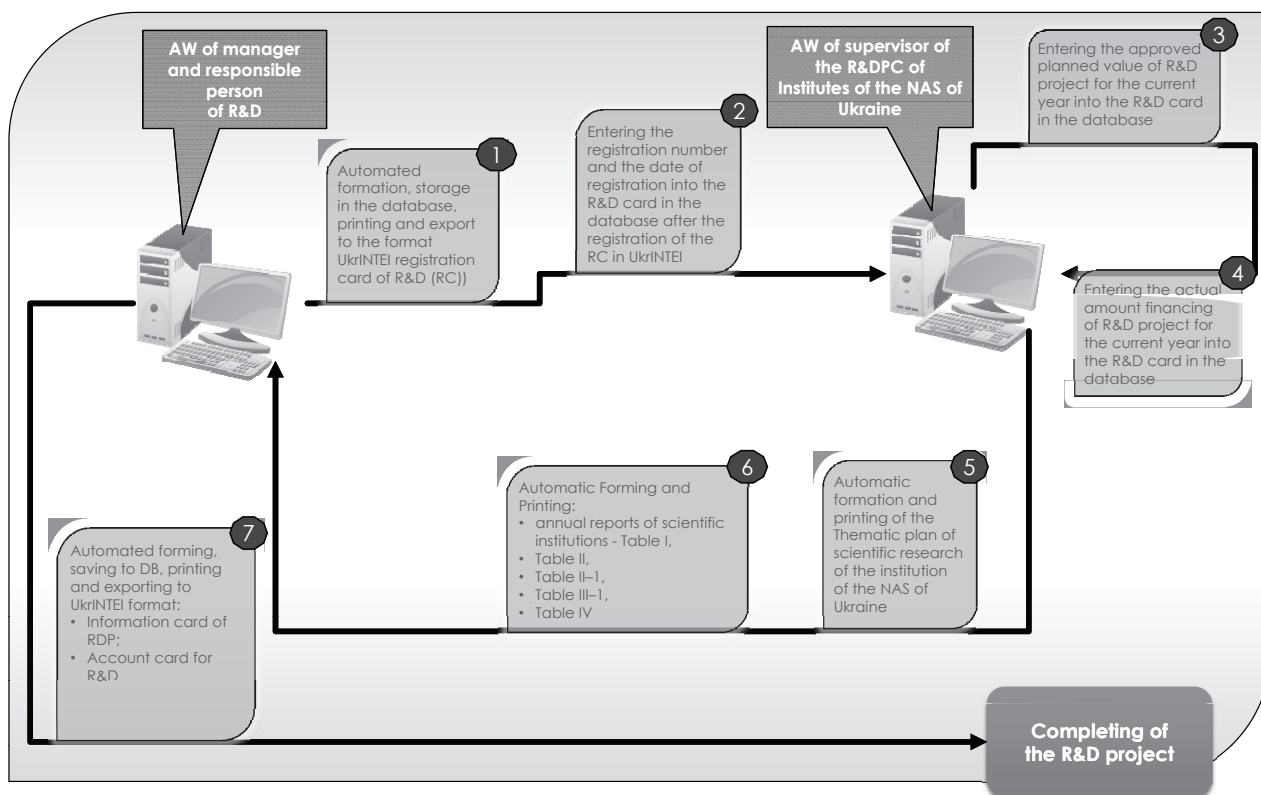 AW of manager
and responsible
person
of R&D
AW of supervisor of
the R&DPC of
Institutes of the NAS of
Ukraine
3
Entering the approved
planned value of R&D
project for the current
year into the R&D card
in the database
2
Entering the
registration number
and the date of
registration into the
R&D card in the
database after the
registration of the
RC in UkrINTEI
1
Automated
formation, storage
in the database,
printing and export
to the format
UkrINTEI registration
card of R&D (RC))
4
Entering the actual
amount financing
of R&D project for
the current year into
the R&D card in the
database
5
Automatic
formation and
printing of the
Thematic plan of
scientific research
of the institution
of the NAS of
Ukraine
6
Automatic Forming and
Printing:
• annual reports of scientific
institutions - Table I,
• Table II,
• Table II–1,
• Table III–1,
• Table IV
7
Automated forming,
saving to DB, printing
and exporting to
UkrINTEI format:
• Information card of
RDP;
• Account card for
R&D
Completing of
the R&D project